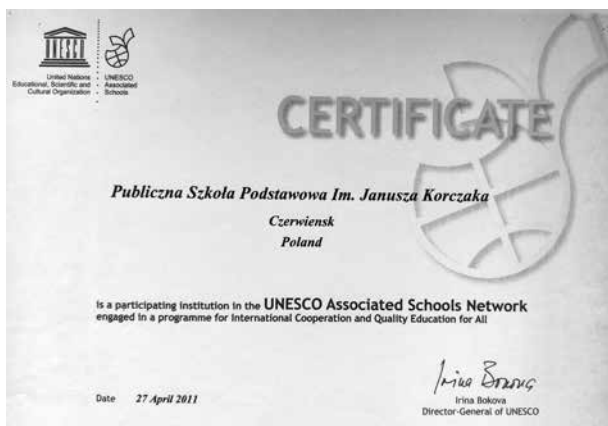 United Nations
Educational, Scientific and
Cultural Organization
UNESCO
Associated
Schools
CERTIFICATE
Publiczna Szkoła Podstawowa Im. Janusza Korczaka
Czerwiensk
Poland
is a participating institution in the UNESCO Associated Schools Network
engaged in a programme for International Cooperation and Quality Education for All
Date 27 April 2011
Irina Bokova
Irina Bokova
Director-General of UNESCO